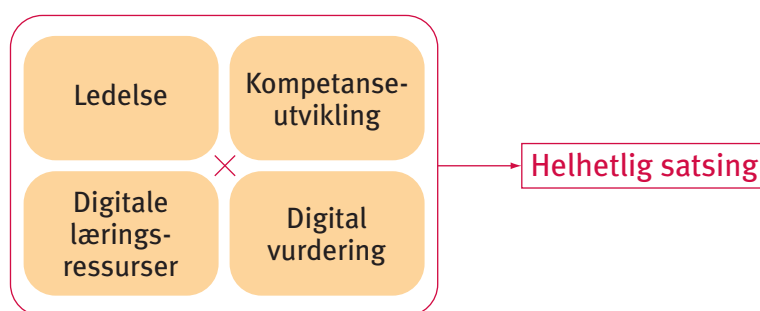 Ledelse
Kompetanse-
utvikling
Digitale
lærings-
ressurser
Digital
vurdering
Helhetlig satsing